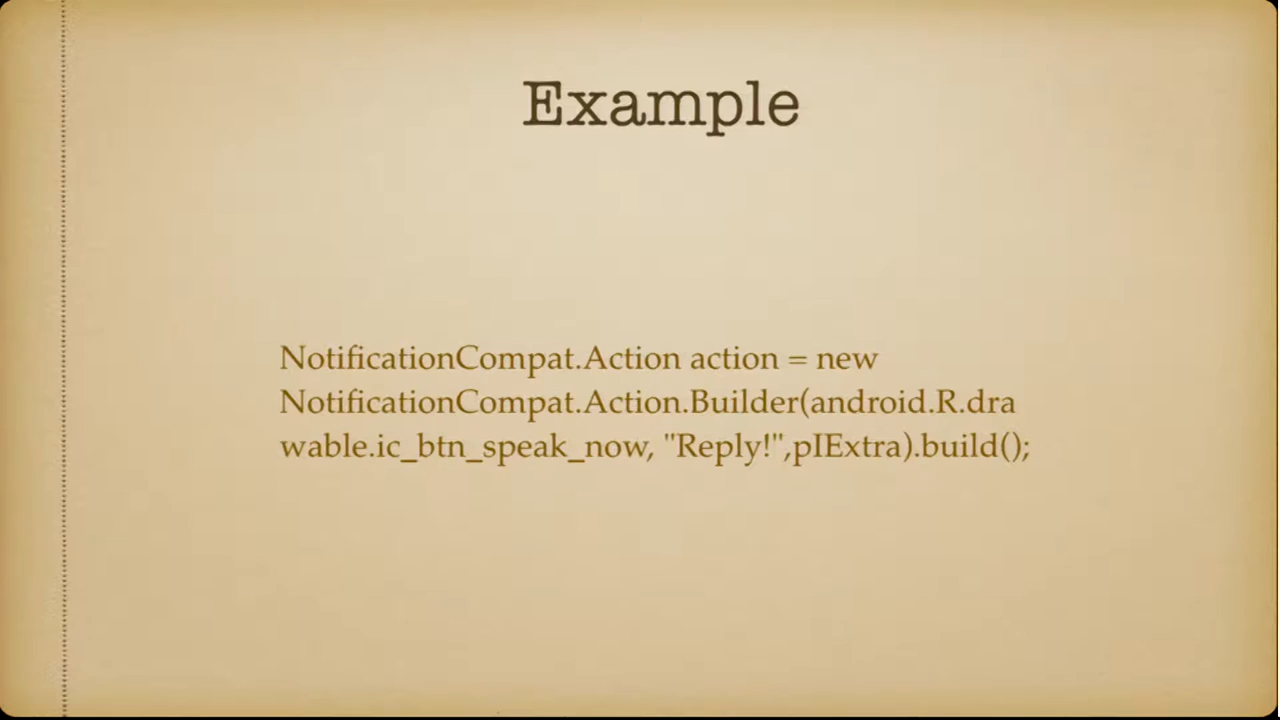 Example
NotificationCompat.Action action = new
NotificationCompat.Action.Builder(android.R.dra
wable.ic_btn_speak_now, "Reply!",pIExtra).build();